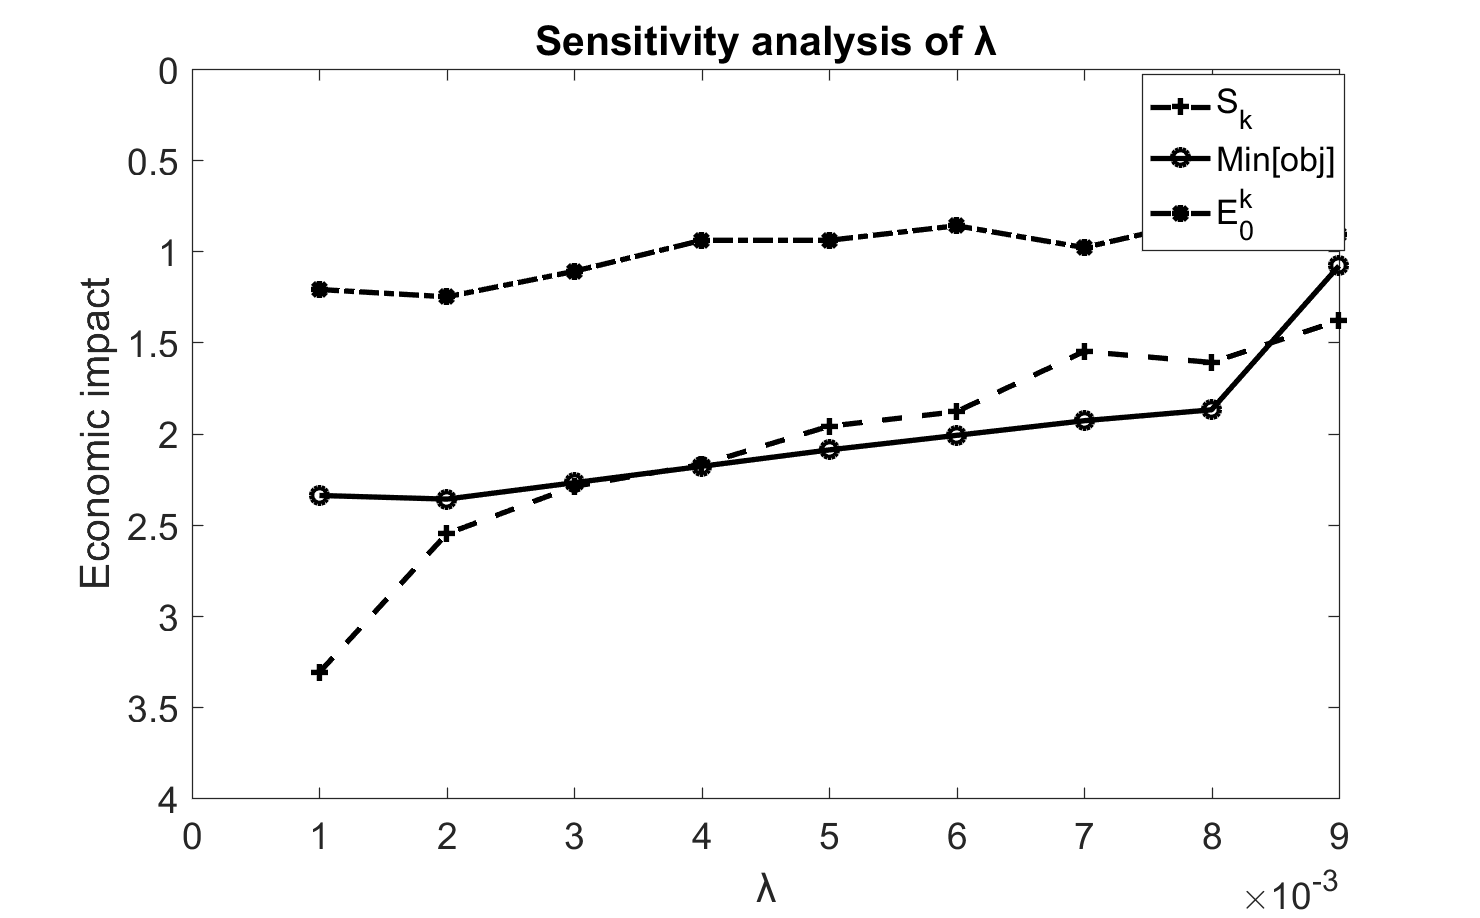 Sensitivity analysis of λ
0
0.5
1
1.5
2
2.5
3
3.5
4
Economic impact
S_k
Min[obj]
E_0^k
0 1 2 3 4 5 6 7 8 9
λ
×10^-3